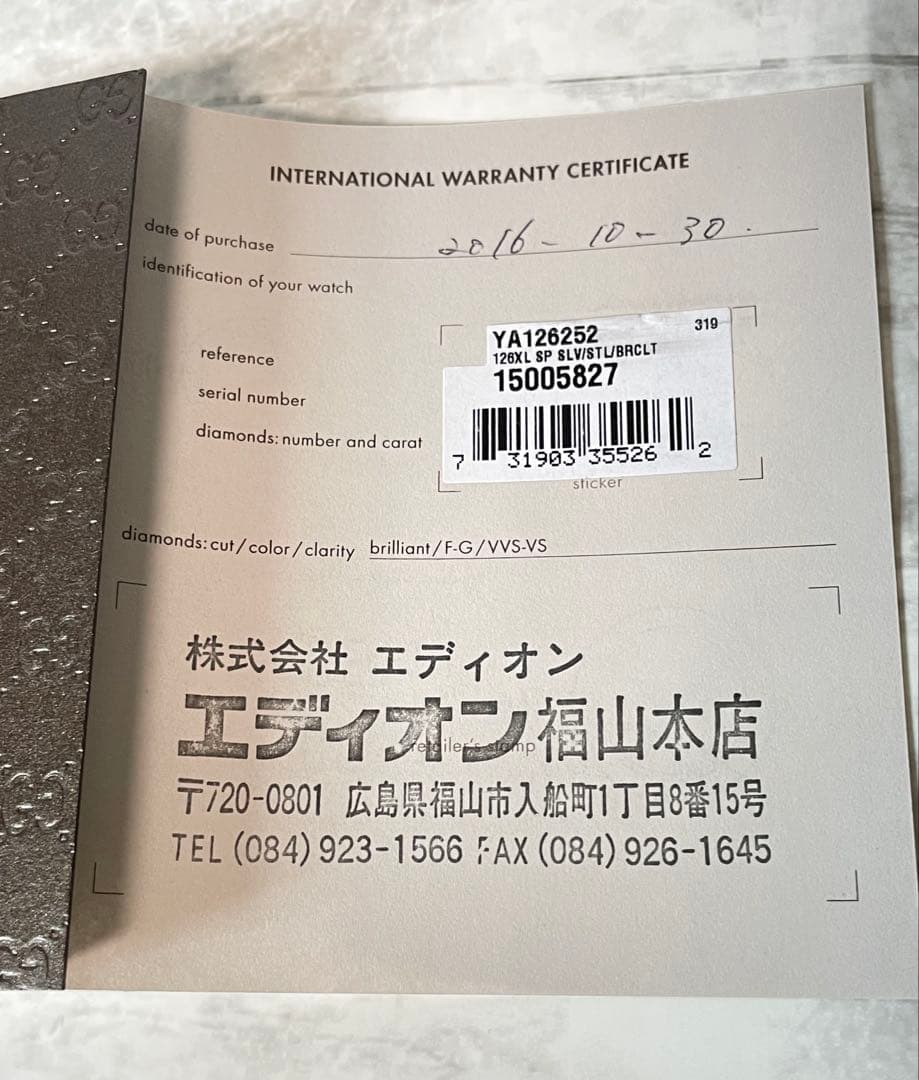 INTERNATIONAL WARRANTY CERTIFICATE
date of purchase 2016-10-30.
identification of your watch
reference
serial number
diamonds: number and carat
YA126252 319
126XL SP SLV/STL/BRCLT
15005827
7 31903 35526 2
sticker
diamonds: cut/color/clarity brilliant/F-G/VVS-VS
株式会社 エディオン
エディオン福山本店
retailer's stamp
〒720-0801 広島県福山市入船町1丁目8番15号
TEL (084) 923-1566 FAX (084) 926-1645